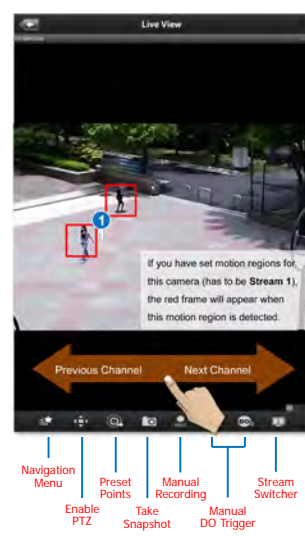 Live View
1
If you have set motion regions for
this camera (has to be Stream 1),
the red frame will appear when
this motion region is detected.
Previous Channel Next Channel
Navigation Menu
Enable PTZ
Preset Points
Take Snapshot
Manual Recording
Manual DO Trigger
Stream Switcher